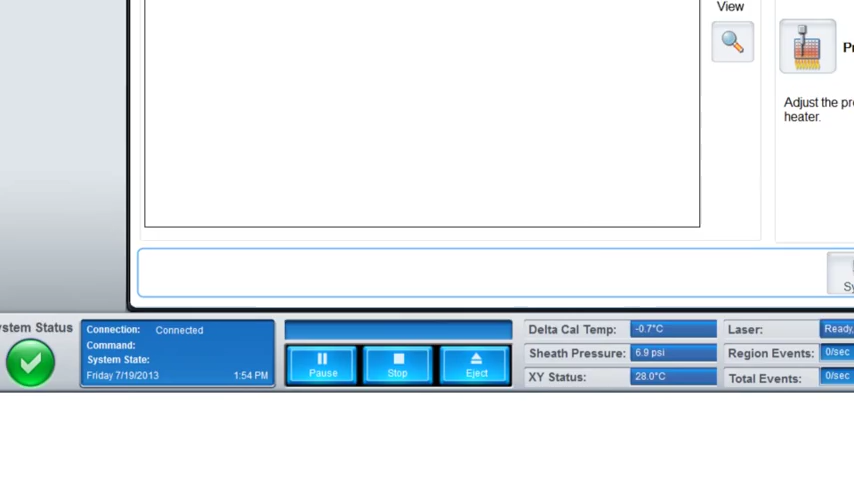 View
Adjust the
heater.
System Status
Connection: Connected
Command:
System State:
Friday 7/19/2013 1:54 PM
Pause
Stop
Eject
Delta Cal Temp: -0.7°C
Sheath Pressure: 6.9 psi
XY Status: 28.0°C
Laser: Ready,
Region Events: 0/sec
Total Events: 0/sec